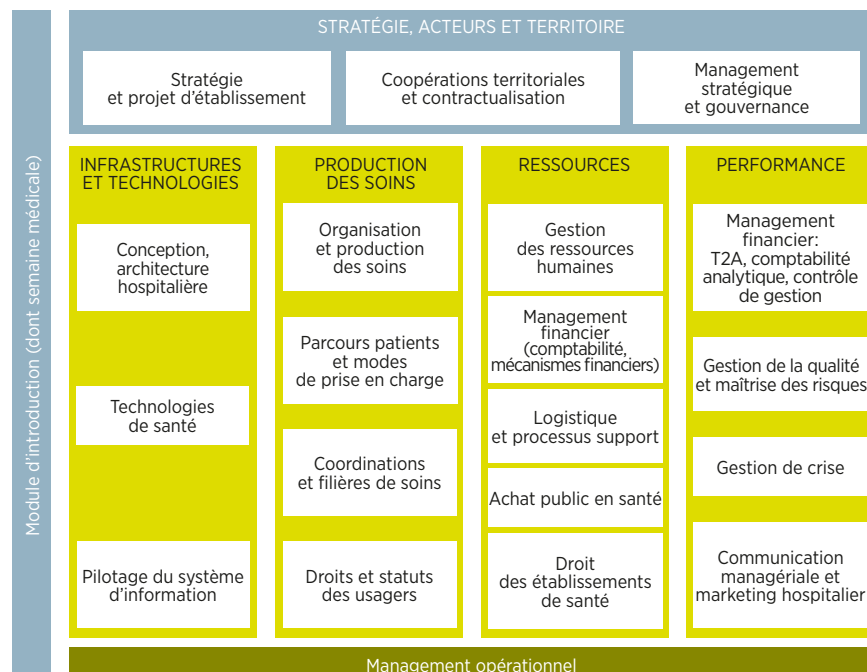 STRATÉGIE, ACTEURS ET TERRITOIRE
Stratégie
et projet d'établissement
Coopérations territoriales
et contractualisation
Management
stratégique
et gouvernance
Module d'introduction (dont semaine médicale)
INFRASTRUCTURES
ET TECHNOLOGIES
Conception,
architecture
hospitalière
Technologies
de santé
Pilotage du système
d'information
PRODUCTION
DES SOINS
Organisation
et production
des soins
Parcours patients
et modes
de prise en charge
Coordinations
et filières de soins
Droits et statuts
des usagers
RESSOURCES
Gestion
des ressources
humaines
Management
financier
(comptabilité,
mécanismes financiers)
Logistique
et processus support
Achat public en santé
Droit
des établissements
de santé
PERFORMANCE
Management
financier:
T2A, comptabilité
analytique, contrôle
de gestion
Gestion de la qualité
et maîtrise des risques
Gestion de crise
Communication
managériale et
marketing hospitalier
Management opérationnel